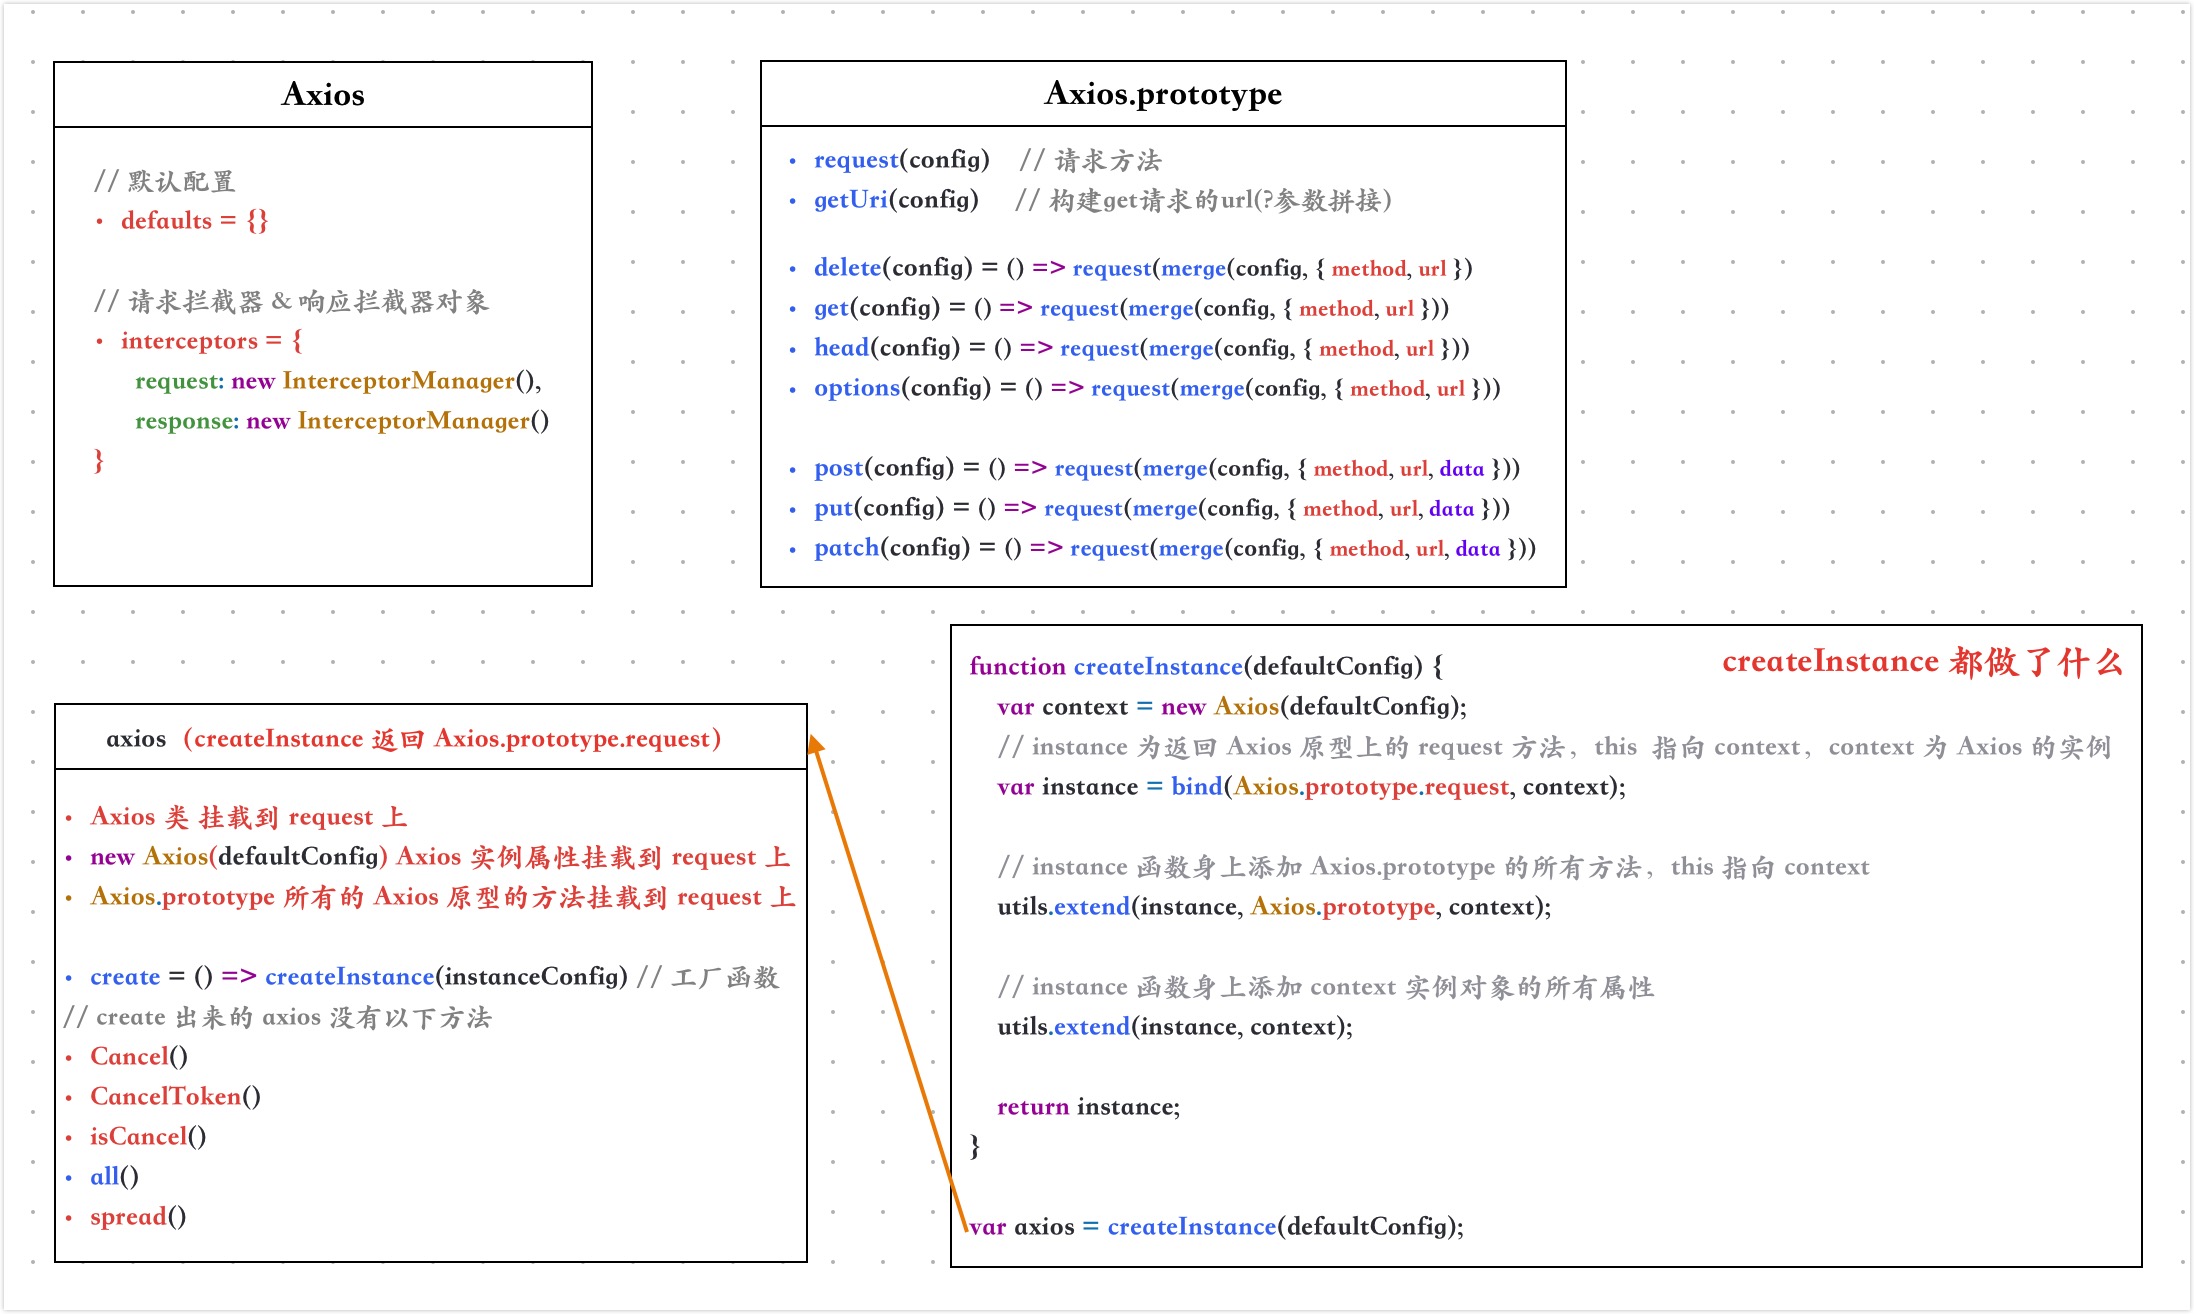 Axios
// 默认配置
• defaults = {}
// 请求拦截器 & 响应拦截器对象
• interceptors = {
request: new InterceptorManager(),
response: new InterceptorManager()
}
Axios.prototype
• request(config) // 请求方法
• getUri(config) // 构建get请求的url(?参数拼接)
• delete(config) = () => request(merge(config, { method, url })
• get(config) = () => request(merge(config, { method, url }))
• head(config) = () => request(merge(config, { method, url }))
• options(config) = () => request(merge(config, { method, url }))
• post(config) = () => request(merge(config, { method, url, data }))
• put(config) = () => request(merge(config, { method, url, data }))
• patch(config) = () => request(merge(config, { method, url, data }))
axios（createInstance 返回 Axios.prototype.request）
• Axios 类 挂载到 request 上
• new Axios(defaultConfig) Axios 实例属性挂载到 request 上
• Axios.prototype 所有的 Axios 原型的方法挂载到 request 上
• create = () => createInstance(instanceConfig) // 工厂函数
// create 出来的 axios 没有以下方法
• Cancel()
• CancelToken()
• isCancel()
• all()
• spread()
createInstance 都做了什么
function createInstance(defaultConfig) {
var context = new Axios(defaultConfig);
// instance 为返回 Axios 原型上的 request 方法，this 指向 context，context 为 Axios 的实例
var instance = bind(Axios.prototype.request, context);
// instance 函数身上添加 Axios.prototype 的所有方法，this 指向 context
utils.extend(instance, Axios.prototype, context);
// instance 函数身上添加 context 实例对象的所有属性
utils.extend(instance, context);
return instance;
}
var axios = createInstance(defaultConfig);